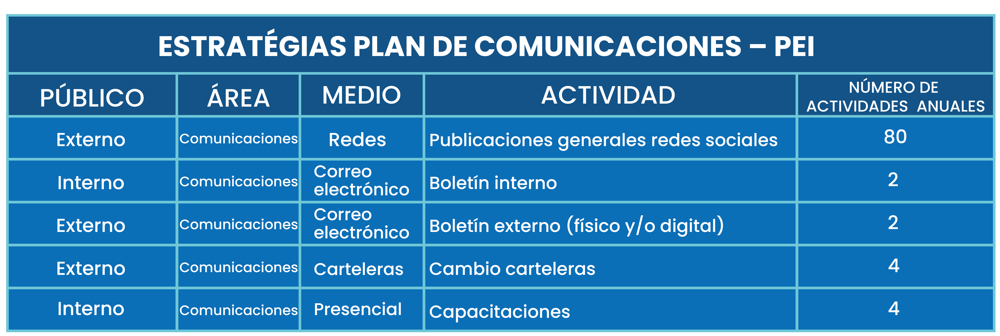 ESTRATÉGIAS PLAN DE COMUNICACIONES – PEI
PÚBLICO ÁREA MEDIO ACTIVIDAD NÚMERO DE
ACTIVIDADES ANUALES
Externo Comunicaciones Redes Publicaciones generales redes sociales 80
Interno Comunicaciones Correo
electrónico Boletín interno 2
Externo Comunicaciones Correo
electrónico Boletín externo (físico y/o digital) 2
Externo Comunicaciones Carteleras Cambio carteleras 4
Interno Comunicaciones Presencial Capacitaciones 4